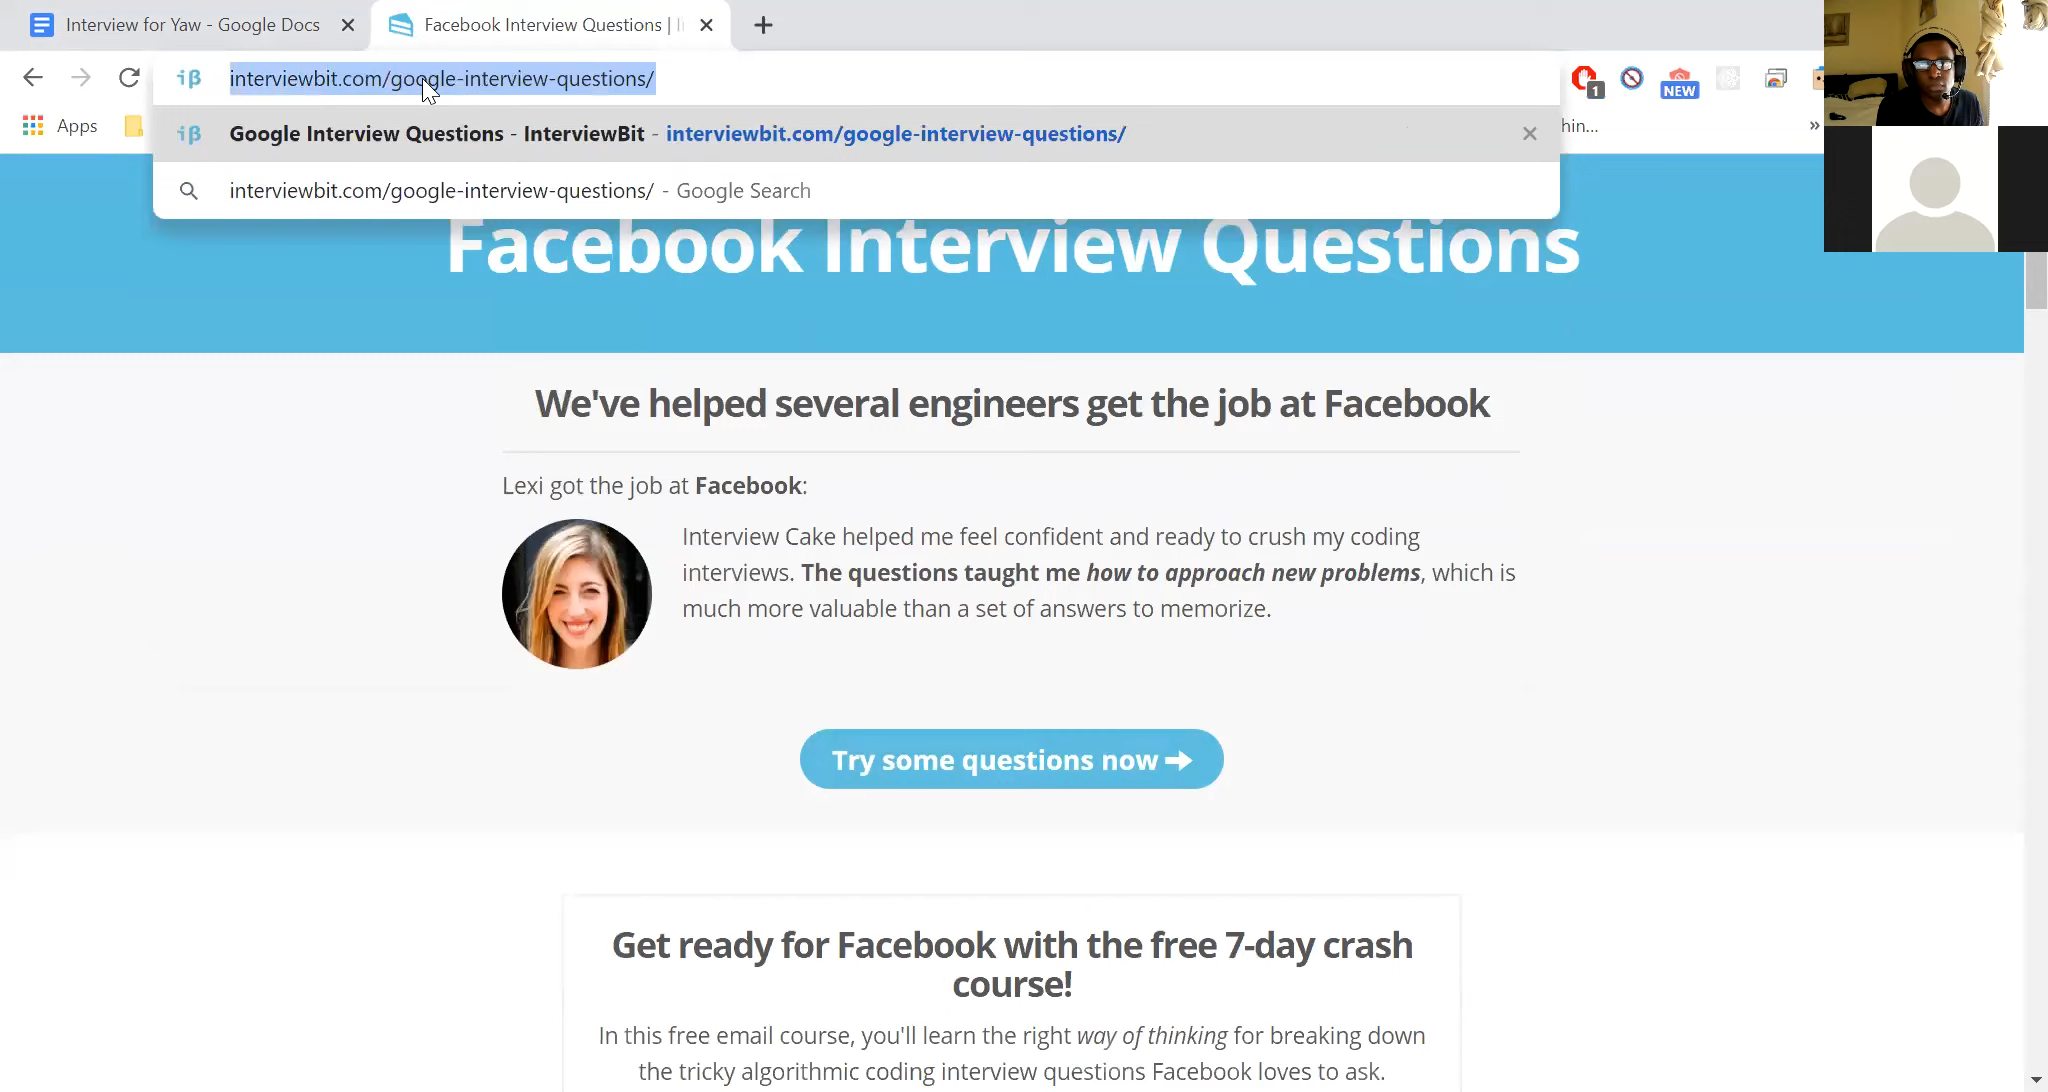 Interview for Yaw - Google Docs
Facebook Interview Questions |
interviewbit.com/google-interview-questions/
1
NEW
Apps
Google Interview Questions - InterviewBit - interviewbit.com/google-interview-questions/
hin...
»
interviewbit.com/google-interview-questions/ - Google Search
Facebook Interview Questions
We've helped several engineers get the job at Facebook
Lexi got the job at Facebook:
Interview Cake helped me feel confident and ready to crush my coding
interviews. The questions taught me how to approach new problems, which is
much more valuable than a set of answers to memorize.
Try some questions now
Get ready for Facebook with the free 7-day crash
course!
In this free email course, you'll learn the right way of thinking for breaking down
the tricky algorithmic coding interview questions Facebook loves to ask.